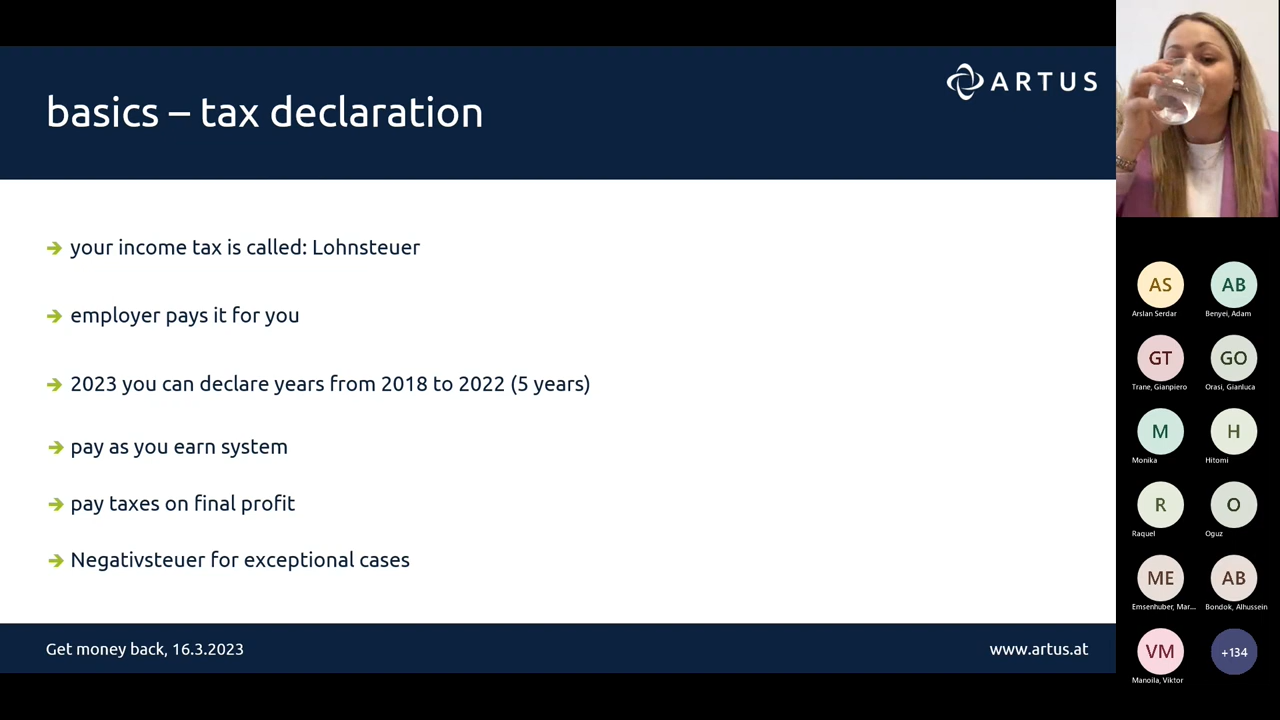 ARTUS
basics – tax declaration
➔ your income tax is called: Lohnsteuer
➔ employer pays it for you
➔ 2023 you can declare years from 2018 to 2022 (5 years)
➔ pay as you earn system
➔ pay taxes on final profit
➔ Negativsteuer for exceptional cases
Get money back, 16.3.2023
www.artus.at
AS
AB
Arslan Serdar
Benyei, Adam
GT
GO
Trane, Gianpiero
Orasi, Gianluca
M
H
Monika
Hitomi
R
O
Raquel
Oguz
ME
AB
Emsenhuber, Mar...
Bondok, Alhussein
VM
+134
Manoila, Viktor